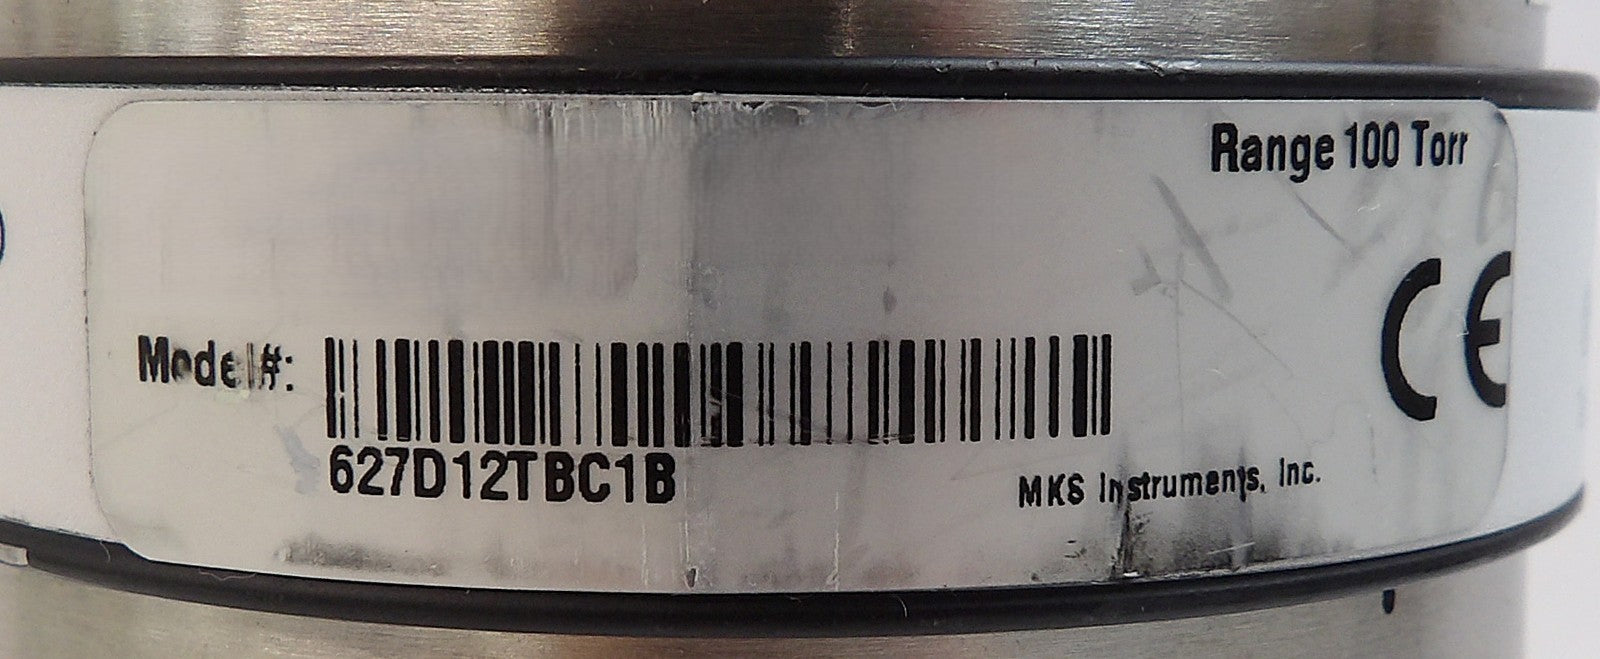 Range 100 Torr
CE
Model#:
627D12TBC1B
MKS Instruments, Inc.